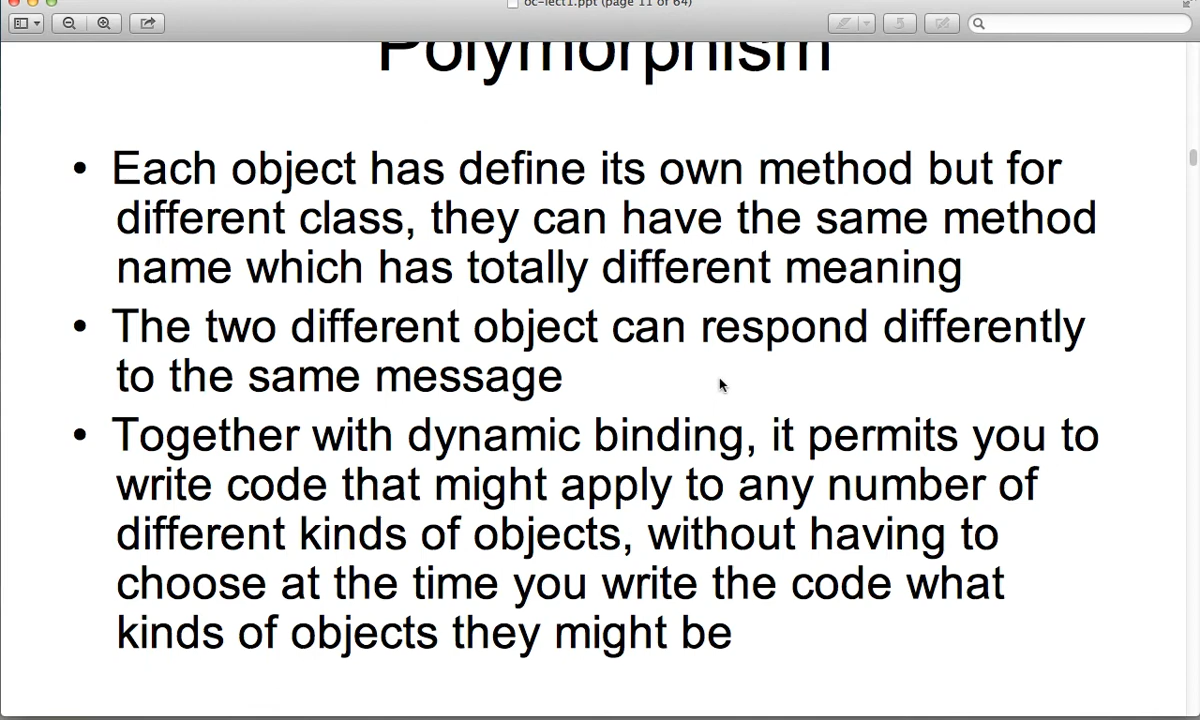 oc-lect1.ppt (page 11 of 64)
Polymorphism
• Each object has define its own method but for
different class, they can have the same method
name which has totally different meaning
• The two different object can respond differently
to the same message
• Together with dynamic binding, it permits you to
write code that might apply to any number of
different kinds of objects, without having to
choose at the time you write the code what
kinds of objects they might be